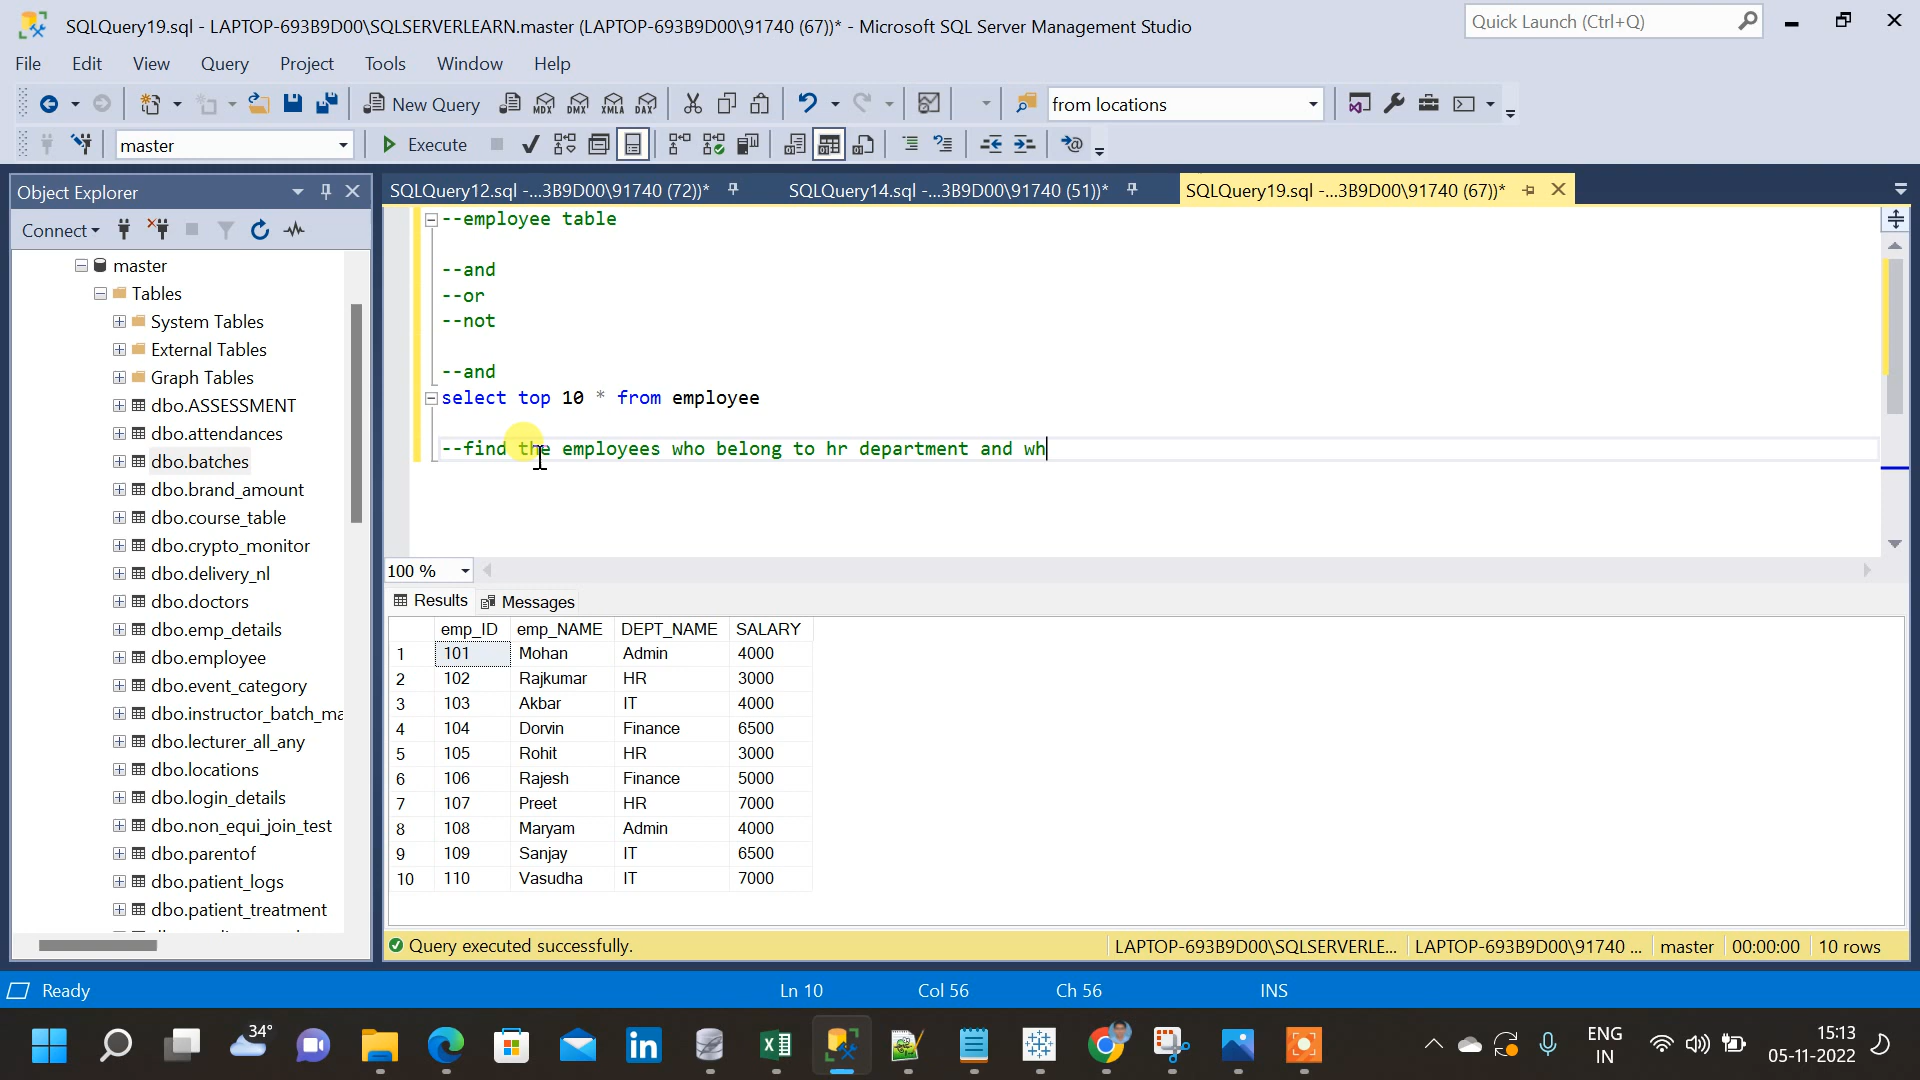 SQLQuery19.sql - LAPTOP-693B9D00\SQLSERVERLEARN.master (LAPTOP-693B9D00\91740 (67))* - Microsoft SQL Server Management Studio
Quick Launch (Ctrl+Q)
File Edit View Query Project Tools Window Help
New Query
MDX DMX XMLA DAX
from locations
master
Execute
Object Explorer
SQLQuery12.sql -...3B9D00\91740 (72))*
SQLQuery14.sql -...3B9D00\91740 (51))*
SQLQuery19.sql -...3B9D00\91740 (67))*
Connect
master
Tables
System Tables
External Tables
Graph Tables
dbo.ASSESSMENT
dbo.attendances
dbo.batches
dbo.brand_amount
dbo.course_table
dbo.crypto_monitor
dbo.delivery_nl
dbo.doctors
dbo.emp_details
dbo.employee
dbo.event_category
dbo.instructor_batch_ma
dbo.lecturer_all_any
dbo.locations
dbo.login_details
dbo.non_equi_join_test
dbo.parentof
dbo.patient_logs
dbo.patient_treatment
--employee table
--and
--or
--not
--and
select top 10 * from employee
--find the employees who belong to hr department and wh
100 %
Results Messages
emp_ID emp_NAME DEPT_NAME SALARY
1 101 Mohan Admin 4000
2 102 Rajkumar HR 3000
3 103 Akbar IT 4000
4 104 Dorvin Finance 6500
5 105 Rohit HR 3000
6 106 Rajesh Finance 5000
7 107 Preet HR 7000
8 108 Maryam Admin 4000
9 109 Sanjay IT 6500
10 110 Vasudha IT 7000
Query executed successfully.
LAPTOP-693B9D00\SQLSERVERLE... LAPTOP-693B9D00\91740 ... master 00:00:00 10 rows
Ready Ln 10 Col 56 Ch 56 INS
34°
in
ENG
IN
15:13
05-11-2022